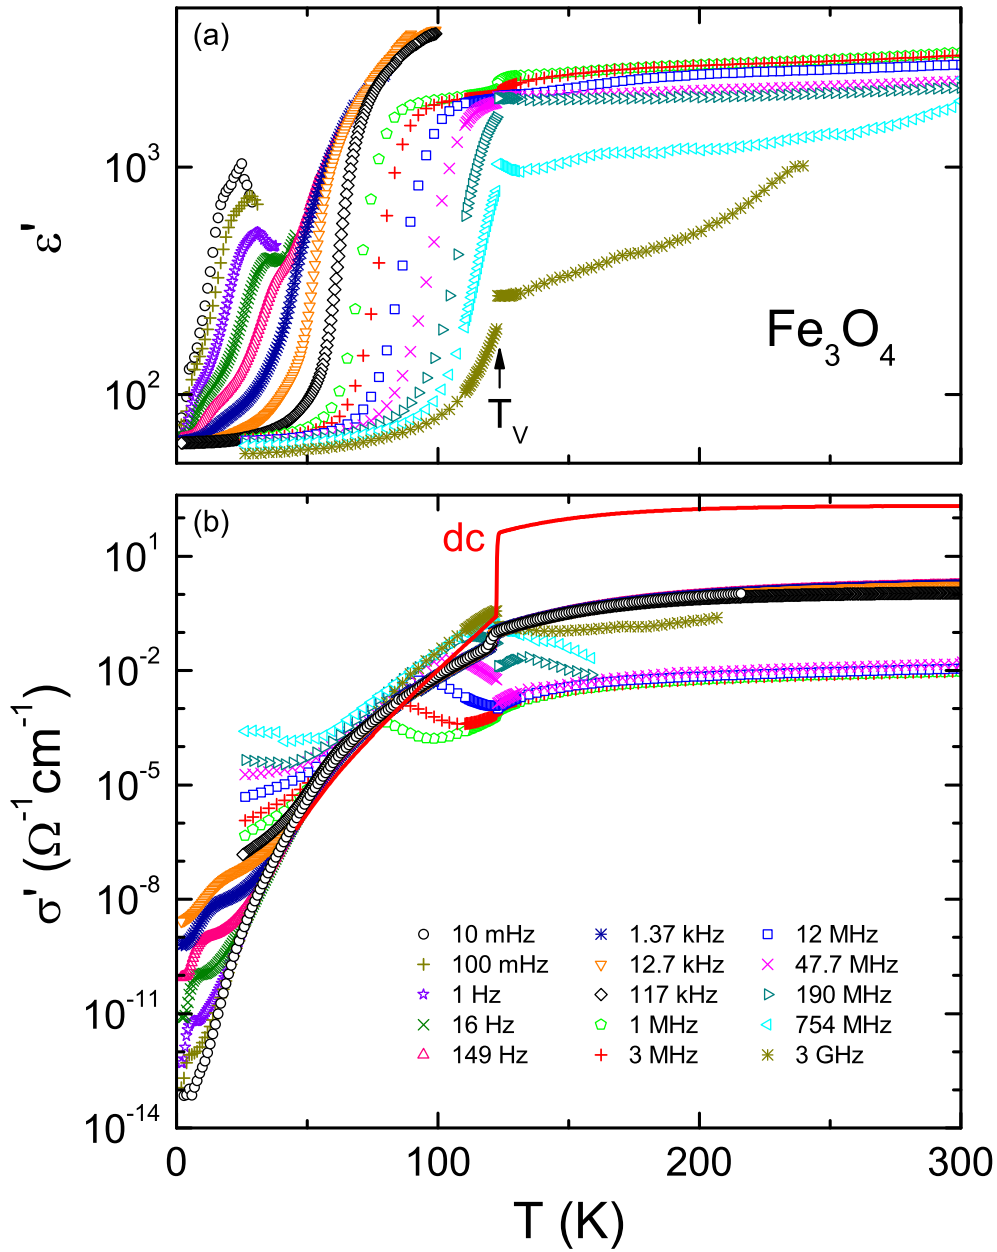 (a)
10³
10²
ε'
Fe₃O₄
T_V
(b)
dc
10¹
10⁻²
10⁻⁵
10⁻⁸
10⁻¹¹
10⁻¹⁴
σ' (Ω⁻¹cm⁻¹)
10 mHz 1.37 kHz 12 MHz
100 mHz 12.7 kHz 47.7 MHz
1 Hz 117 kHz 190 MHz
16 Hz 1 MHz 754 MHz
149 Hz 3 MHz 3 GHz
0 100 200 300
T (K)